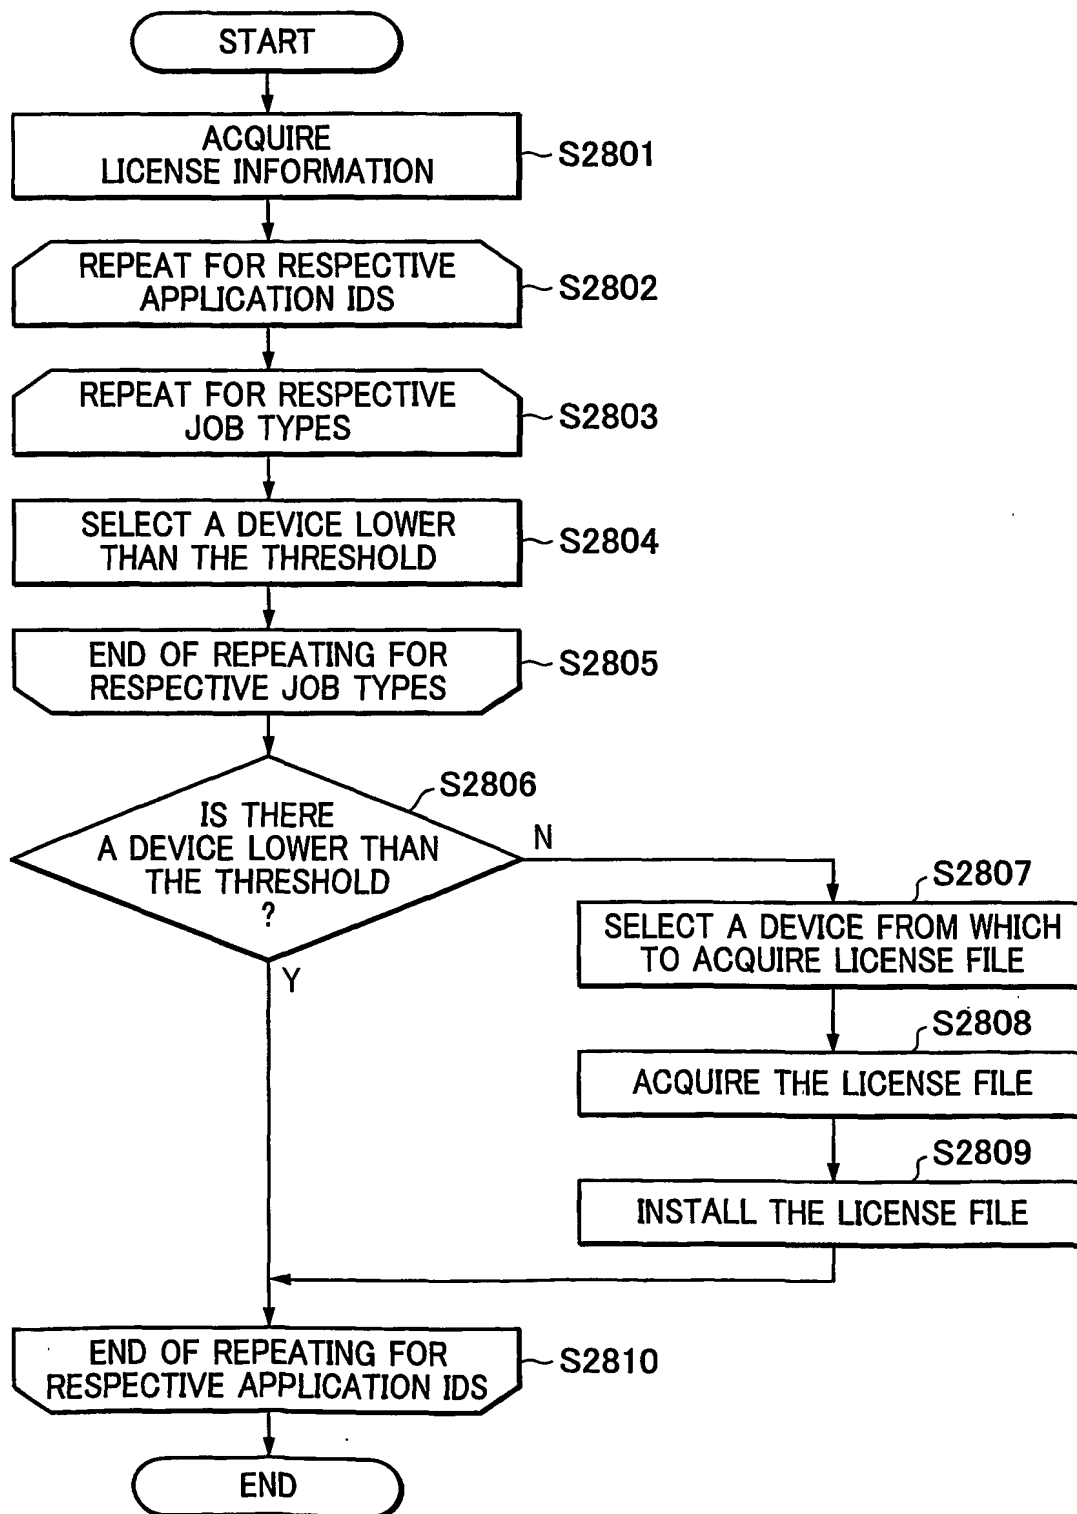 START
ACQUIRE
LICENSE INFORMATION
S2801
REPEAT FOR RESPECTIVE
APPLICATION IDS
S2802
REPEAT FOR RESPECTIVE
JOB TYPES
S2803
SELECT A DEVICE LOWER
THAN THE THRESHOLD
S2804
END OF REPEATING FOR
RESPECTIVE JOB TYPES
S2805
S2806
IS THERE
A DEVICE LOWER THAN
THE THRESHOLD
?
N
Y
S2807
SELECT A DEVICE FROM WHICH
TO ACQUIRE LICENSE FILE
S2808
ACQUIRE THE LICENSE FILE
S2809
INSTALL THE LICENSE FILE
END OF REPEATING FOR
RESPECTIVE APPLICATION IDS
S2810
END